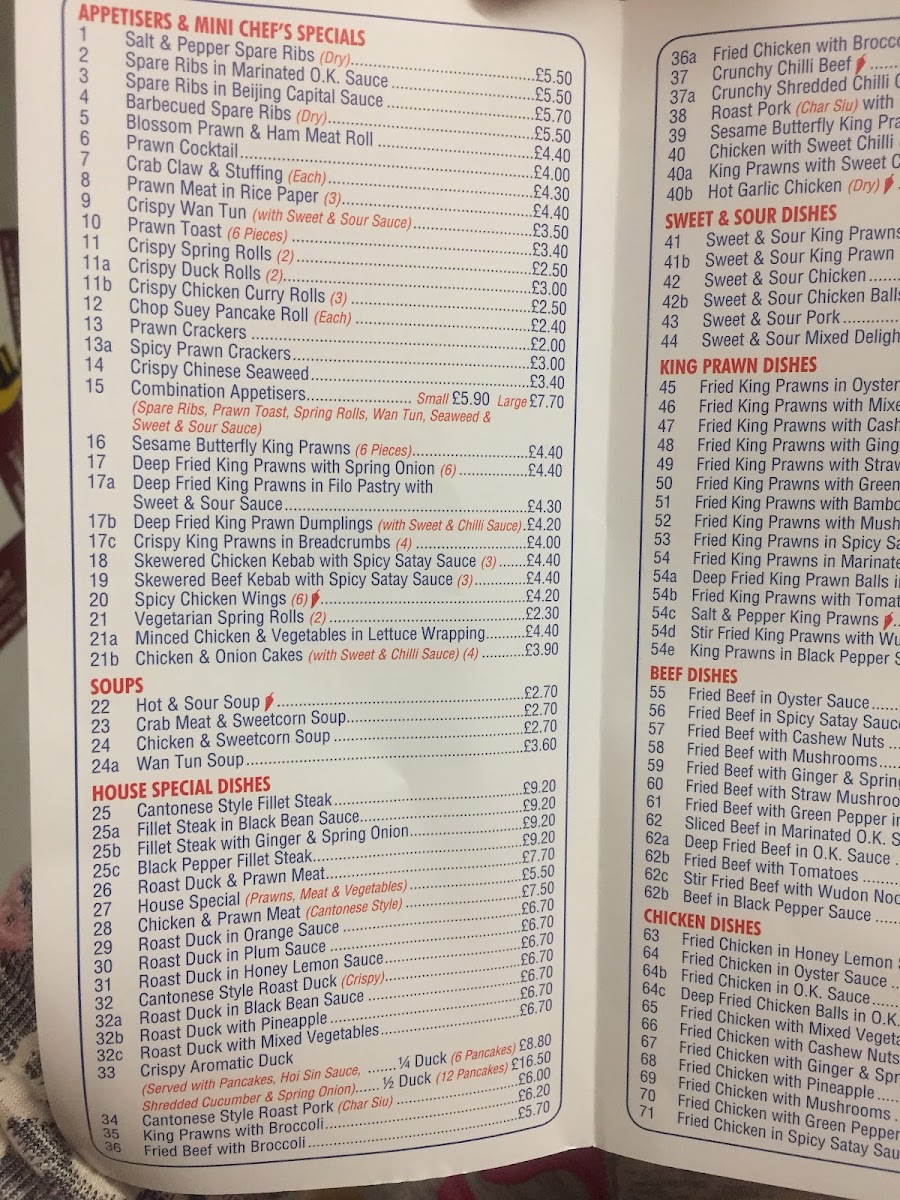 APPETISERS & MINI CHEF'S SPECIALS
1 Salt & Pepper Spare Ribs (Dry) £5.50
2 Spare Ribs in Marinated O.K. Sauce £5.50
3 Spare Ribs in Beijing Capital Sauce £5.70
4 Barbecued Spare Ribs (Dry) £5.50
5 Blossom Prawn & Ham Meat Roll £4.40
6 Prawn Cocktail £4.00
7 Crab Claw & Stuffing (Each) £4.30
8 Prawn Meat in Rice Paper (3) £4.40
9 Crispy Wan Tun (with Sweet & Sour Sauce) £3.50
10 Prawn Toast (6 Pieces) £3.40
11 Crispy Spring Rolls (2) £2.50
11a Crispy Duck Rolls (2) £3.00
11b Crispy Chicken Curry Rolls (3) £2.50
12 Chop Suey Pancake Roll (Each) £2.40
13 Prawn Crackers £2.00
13a Spicy Prawn Crackers £3.00
14 Crispy Chinese Seaweed £3.40
15 Combination Appetisers Small £5.90 Large £7.70
(Spare Ribs, Prawn Toast, Spring Rolls, Wan Tun, Seaweed &
Sweet & Sour Sauce)
16 Sesame Butterfly King Prawns (6 Pieces) £4.40
17 Deep Fried King Prawns with Spring Onion (6) £4.40
17a Deep Fried King Prawns in Filo Pastry with
Sweet & Sour Sauce £4.30
17b Deep Fried King Prawn Dumplings (with Sweet & Chilli Sauce) £4.20
17c Crispy King Prawns in Breadcrumbs (4) £4.00
18 Skewered Chicken Kebab with Spicy Satay Sauce (3) £4.40
19 Skewered Beef Kebab with Spicy Satay Sauce (3) £4.40
20 Spicy Chicken Wings (6) £4.20
21 Vegetarian Spring Rolls (2) £2.30
21a Minced Chicken & Vegetables in Lettuce Wrapping £4.40
21b Chicken & Onion Cakes (with Sweet & Chilli Sauce) (4) £3.90
SOUPS
22 Hot & Sour Soup £2.70
23 Crab Meat & Sweetcorn Soup £2.70
24 Chicken & Sweetcorn Soup £2.70
24a Wan Tun Soup £3.60
HOUSE SPECIAL DISHES
25 Cantonese Style Fillet Steak £9.20
25a Fillet Steak in Black Bean Sauce £9.20
25b Fillet Steak with Ginger & Spring Onion £9.20
25c Black Pepper Fillet Steak £9.20
26 Roast Duck & Prawn Meat £7.70
27 House Special (Prawns, Meat & Vegetables) £5.50
28 Chicken & Prawn Meat (Cantonese Style) £7.50
29 Roast Duck in Orange Sauce £6.70
30 Roast Duck in Plum Sauce £6.70
31 Roast Duck in Honey Lemon Sauce £6.70
32 Cantonese Style Roast Duck (Crispy) £6.70
32a Roast Duck in Black Bean Sauce £6.70
32b Roast Duck with Pineapple £6.70
32c Roast Duck with Mixed Vegetables £6.70
33 Crispy Aromatic Duck
(Served with Pancakes, Hoi Sin Sauce, ¼ Duck (6 Pancakes) £8.80
Shredded Cucumber & Spring Onion) ½ Duck (12 Pancakes) £16.50
34 Cantonese Style Roast Pork (Char Siu) £6.00
35 King Prawns with Broccoli £6.20
36 Fried Beef with Broccoli £5.70
36a Fried Chicken with Brocco
37 Crunchy Chilli Beef
37a Crunchy Shredded Chilli
38 Roast Pork (Char Siu) with
39 Sesame Butterfly King Pra
40 Chicken with Sweet Chilli
40a King Prawns with Sweet C
40b Hot Garlic Chicken (Dry)
SWEET & SOUR DISHES
41 Sweet & Sour King Prawns
41b Sweet & Sour King Prawn
42 Sweet & Sour Chicken
42b Sweet & Sour Chicken Balls
43 Sweet & Sour Pork
44 Sweet & Sour Mixed Deligh
KING PRAWN DISHES
45 Fried King Prawns in Oyster
46 Fried King Prawns with Mixe
47 Fried King Prawns with Cash
48 Fried King Prawns with Ging
49 Fried King Prawns with Straw
50 Fried King Prawns with Green
51 Fried King Prawns with Bambo
52 Fried King Prawns with Mush
53 Fried King Prawns in Spicy Sa
54 Fried King Prawns in Marinate
54a Deep Fried King Prawn Balls i
54b Fried King Prawns with Tomat
54c Salt & Pepper King Prawns
54d Stir Fried King Prawns with Wu
54e King Prawns in Black Pepper S
BEEF DISHES
55 Fried Beef in Oyster Sauce
56 Fried Beef in Spicy Satay Sauc
57 Fried Beef with Cashew Nuts
58 Fried Beef with Mushrooms
59 Fried Beef with Ginger & Spring
60 Fried Beef with Straw Mushroo
61 Fried Beef with Green Pepper in
62 Sliced Beef in Marinated O.K. S
62a Deep Fried Beef in O.K. Sauce
62b Fried Beef with Tomatoes
62c Stir Fried Beef with Wudon Noo
62b Beef in Black Pepper Sauce
CHICKEN DISHES
63 Fried Chicken in Honey Lemon
64 Fried Chicken in Oyster Sauce
64b Fried Chicken in O.K. Sauce
64c Deep Fried Chicken Balls in O.K.
65 Fried Chicken with Mixed Vegeta
66 Fried Chicken with Cashew Nuts
67 Fried Chicken with Ginger & Spr
68 Fried Chicken with Pineapple
69 Fried Chicken with Mushrooms
70 Fried Chicken with Green Pepper
71 Fried Chicken in Spicy Satay Sau